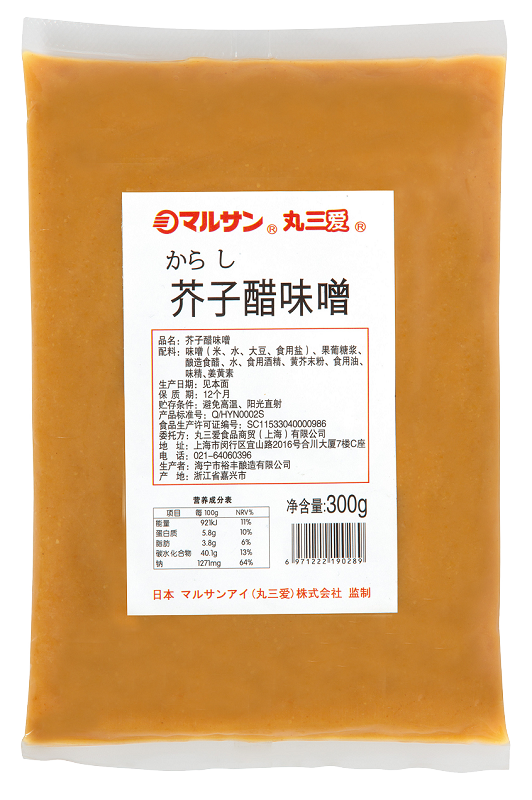 マルサン® 丸三爱®
からし
芥子醋味噌
品名：芥子醋味噌
配料：味噌（米、水、大豆、食用盐）、果葡糖浆、
酿造食醋、水、食用酒精、黄芥末粉、食用油、
味精、姜黄素
生产日期：见本面
保 质 期：12个月
贮存条件：避免高温、阳光直射
产品标准号：Q/HYN0002S
食品生产许可证编号：SC11533040000986
委托方：丸三爱食品商贸（上海）有限公司
地 址：上海市闵行区宜山路2016号合川大厦7楼C座
电 话：021-64060396
生产者：海宁市裕丰酿造有限公司
产 地：浙江省嘉兴市
营养成分表
项目 每100g NRV%
能量 921kJ 11%
蛋白质 5.8g 10%
脂肪 3.8g 6%
碳水化合物 40.1g 13%
钠 1271mg 64%
净含量:300g
6 971222 190289
日本 マルサンアイ（丸三爱）株式会社 监制